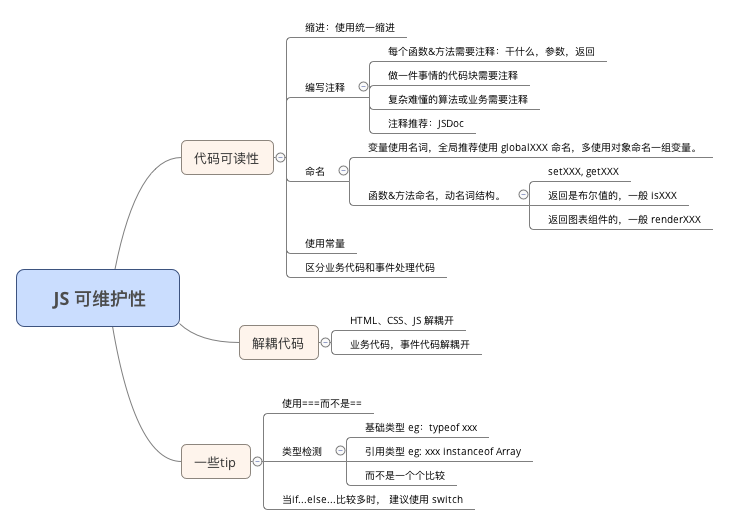 缩进：使用统一缩进
每个函数&方法需要注释：干什么，参数，返回
做一件事情的代码块需要注释
编写注释
复杂难懂的算法或业务需要注释
注释推荐：JSDoc
代码可读性
变量使用名词，全局推荐使用 globalXXX 命名，多使用对象命名一组变量。
命名
setXXX, getXXX
函数&方法命名，动名词结构。
返回是布尔值的，一般 isXXX
返回图表组件的，一般 renderXXX
使用常量
区分业务代码和事件处理代码
JS 可维护性
HTML、CSS、JS 解耦开
解耦代码
业务代码，事件代码解耦开
使用===而不是==
基础类型 eg：typeof xxx
类型检测
引用类型 eg: xxx instanceof Array
一些tip
而不是一个个比较
当if...else...比较多时， 建议使用 switch